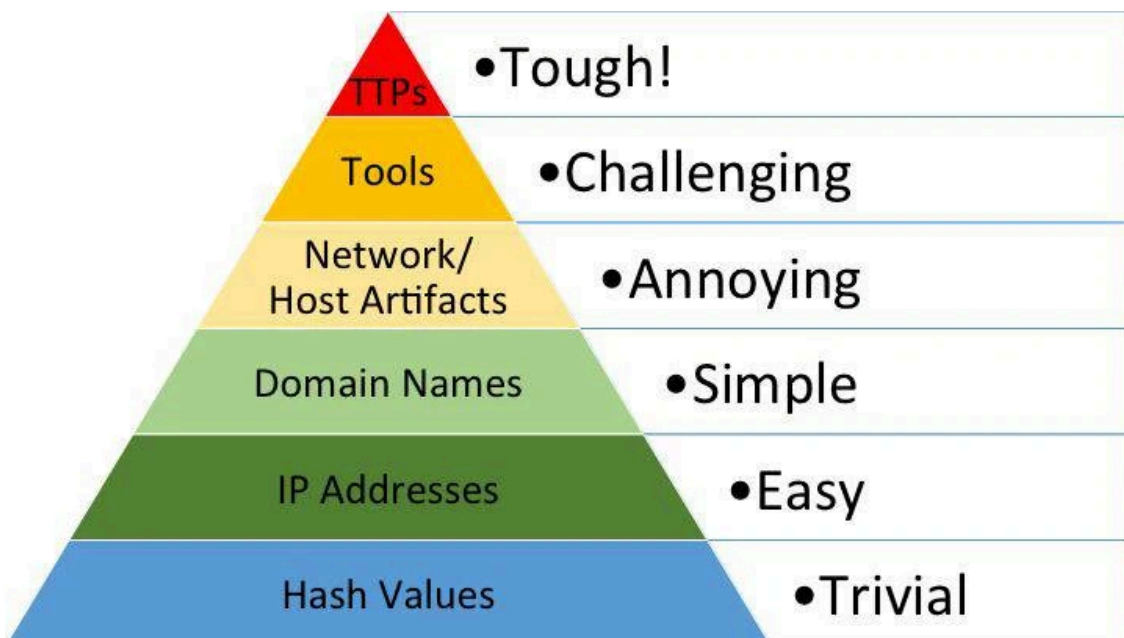 TTPs
•Tough!
Tools
•Challenging
Network/
Host Artifacts
•Annoying
Domain Names
•Simple
IP Addresses
•Easy
Hash Values
•Trivial